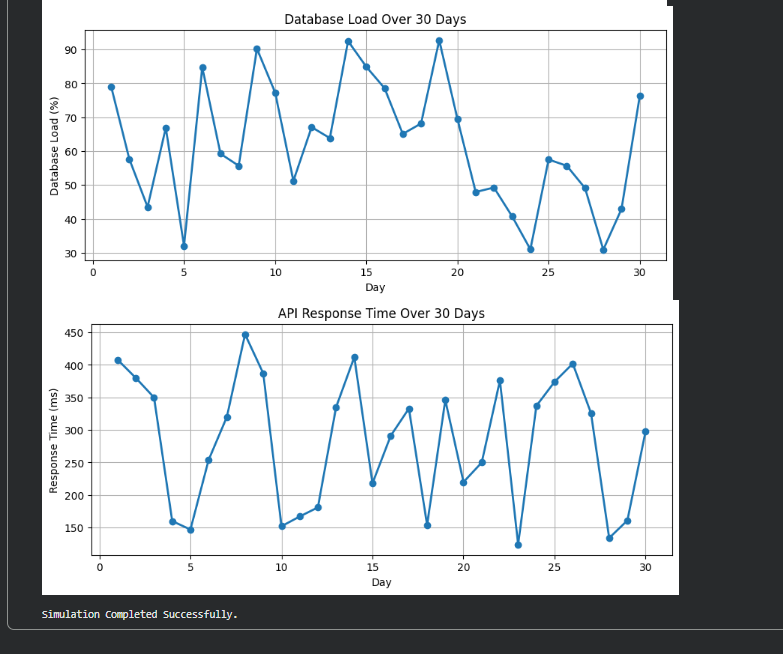 Database Load Over 30 Days
90
80
70
60
50
40
30
Database Load (%)
0 5 10 15 20 25 30
Day
API Response Time Over 30 Days
450
400
350
300
250
200
150
Response Time (ms)
0 5 10 15 20 25 30
Day
Simulation Completed Successfully.